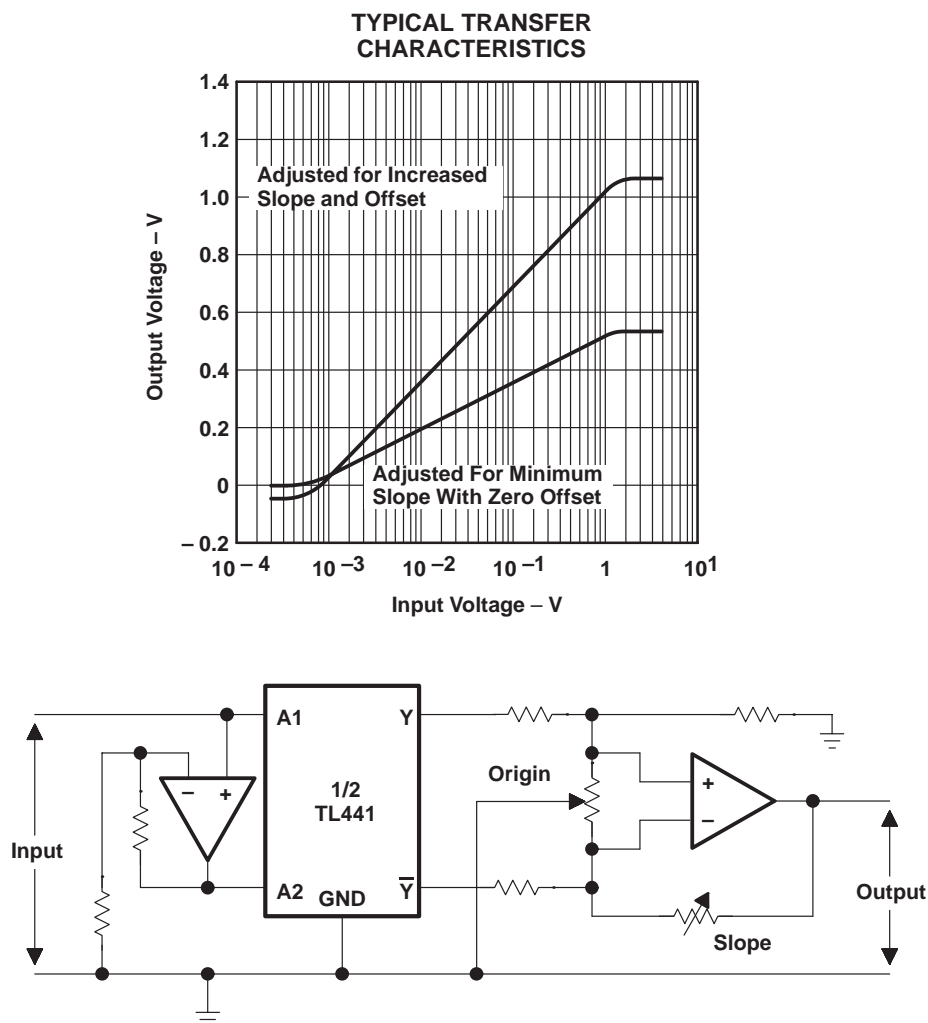 TYPICAL TRANSFER
CHARACTERISTICS
1.4
1.2
1.0
0.8
0.6
0.4
0.2
0
– 0.2
Output Voltage – V
Adjusted for Increased
Slope and Offset
Adjusted For Minimum
Slope With Zero Offset
10 – 4 10 –3 10 –2 10 –1 1 10¹
Input Voltage – V
A1 Y
– +
1/2
TL441
Origin
+
–
Input
A2 GND Y̅
Output
Slope